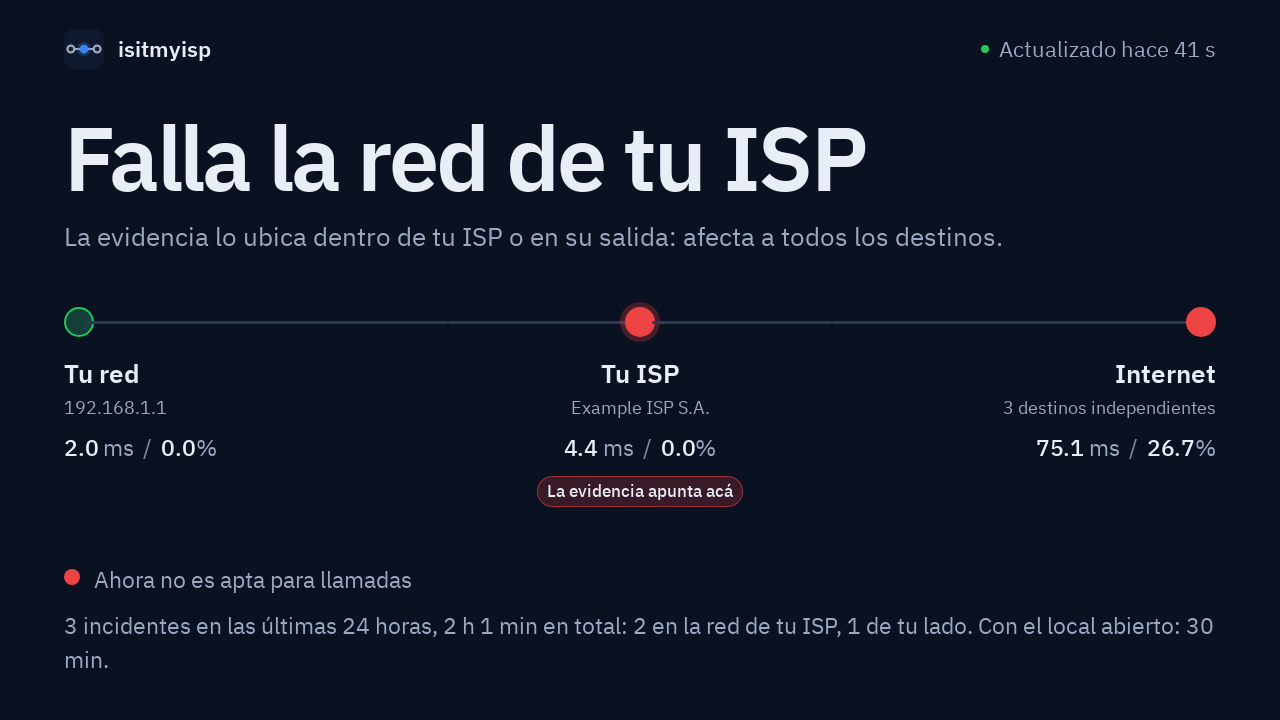 isitmyisp
Actualizado hace 41 s
Falla la red de tu ISP
La evidencia lo ubica dentro de tu ISP o en su salida: afecta a todos los destinos.
Tu red
192.168.1.1
2.0 ms / 0.0%
Tu ISP
Example ISP S.A.
4.4 ms / 0.0%
La evidencia apunta acá
Internet
3 destinos independientes
75.1 ms / 26.7%
Ahora no es apta para llamadas
3 incidentes en las últimas 24 horas, 2 h 1 min en total: 2 en la red de tu ISP, 1 de tu lado. Con el local abierto: 30
min.